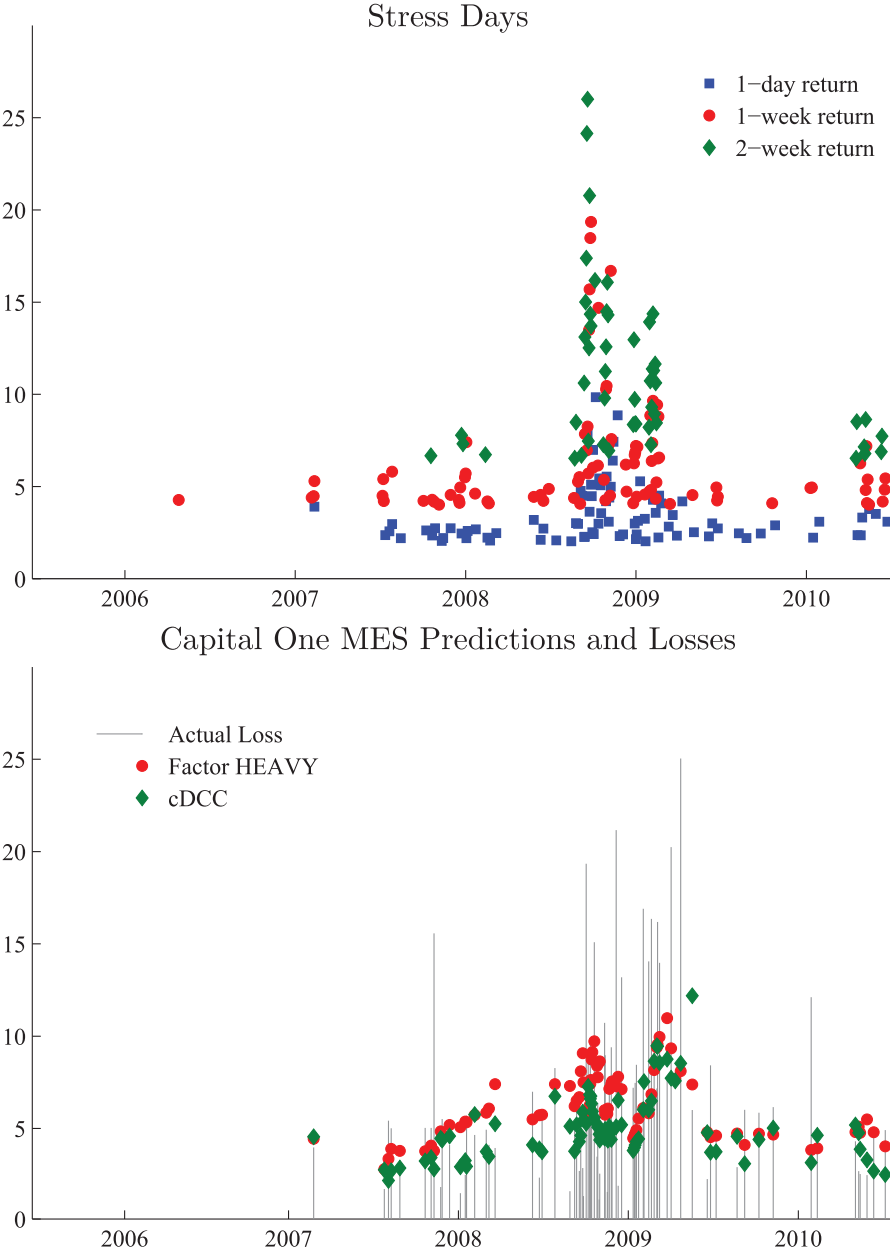 Stress Days
1−day return
1−week return
2−week return
25
20
15
10
5
0
2006 2007 2008 2009 2010
Capital One MES Predictions and Losses
Actual Loss
Factor HEAVY
cDCC
25
20
15
10
5
0
2006 2007 2008 2009 2010